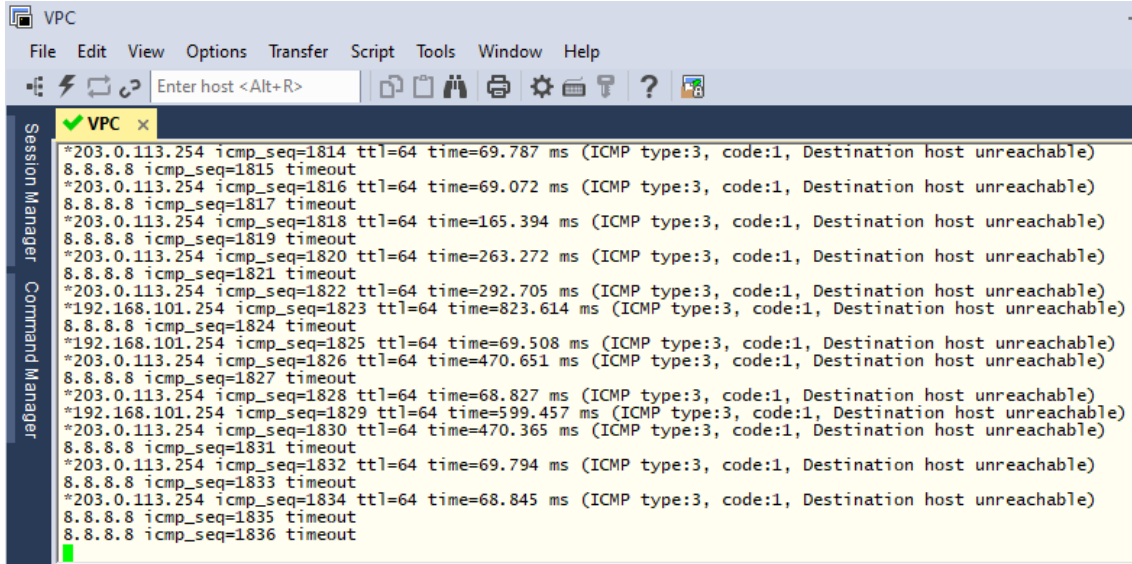 VPC
File Edit View Options Transfer Script Tools Window Help
Enter host <Alt+R>
VPC
Session Manager
Command Manager
*203.0.113.254 icmp_seq=1814 ttl=64 time=69.787 ms (ICMP type:3, code:1, Destination host unreachable)
8.8.8.8 icmp_seq=1815 timeout
*203.0.113.254 icmp_seq=1816 ttl=64 time=69.072 ms (ICMP type:3, code:1, Destination host unreachable)
8.8.8.8 icmp_seq=1817 timeout
*203.0.113.254 icmp_seq=1818 ttl=64 time=165.394 ms (ICMP type:3, code:1, Destination host unreachable)
8.8.8.8 icmp_seq=1819 timeout
*203.0.113.254 icmp_seq=1820 ttl=64 time=263.272 ms (ICMP type:3, code:1, Destination host unreachable)
8.8.8.8 icmp_seq=1821 timeout
*203.0.113.254 icmp_seq=1822 ttl=64 time=292.705 ms (ICMP type:3, code:1, Destination host unreachable)
*192.168.101.254 icmp_seq=1823 ttl=64 time=823.614 ms (ICMP type:3, code:1, Destination host unreachable)
8.8.8.8 icmp_seq=1824 timeout
*192.168.101.254 icmp_seq=1825 ttl=64 time=69.508 ms (ICMP type:3, code:1, Destination host unreachable)
*203.0.113.254 icmp_seq=1826 ttl=64 time=470.651 ms (ICMP type:3, code:1, Destination host unreachable)
8.8.8.8 icmp_seq=1827 timeout
*203.0.113.254 icmp_seq=1828 ttl=64 time=68.827 ms (ICMP type:3, code:1, Destination host unreachable)
*192.168.101.254 icmp_seq=1829 ttl=64 time=599.457 ms (ICMP type:3, code:1, Destination host unreachable)
*203.0.113.254 icmp_seq=1830 ttl=64 time=470.365 ms (ICMP type:3, code:1, Destination host unreachable)
8.8.8.8 icmp_seq=1831 timeout
*203.0.113.254 icmp_seq=1832 ttl=64 time=69.794 ms (ICMP type:3, code:1, Destination host unreachable)
8.8.8.8 icmp_seq=1833 timeout
*203.0.113.254 icmp_seq=1834 ttl=64 time=68.845 ms (ICMP type:3, code:1, Destination host unreachable)
8.8.8.8 icmp_seq=1835 timeout
8.8.8.8 icmp_seq=1836 timeout